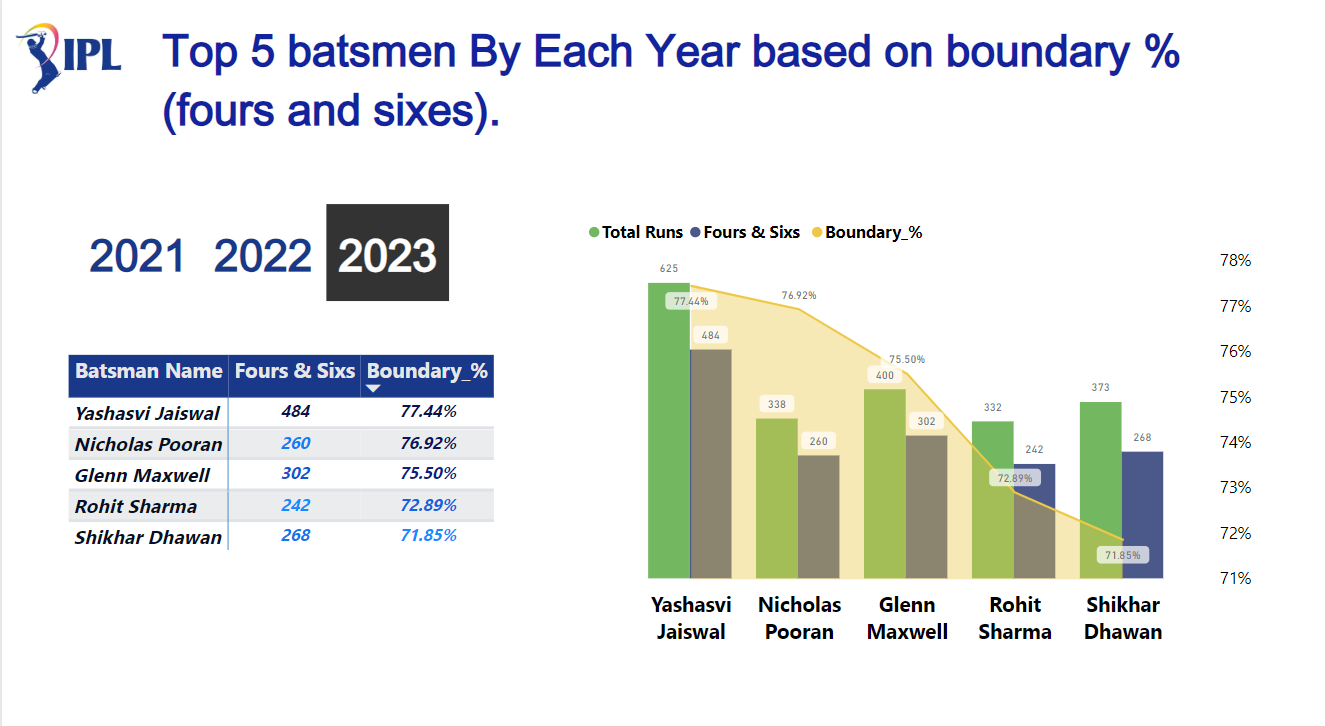 IPL
Top 5 batsmen By Each Year based on boundary %
(fours and sixes).
2021 2022 2023
Batsman Name Fours & Sixs Boundary_%
Yashasvi Jaiswal 484 77.44%
Nicholas Pooran 260 76.92%
Glenn Maxwell 302 75.50%
Rohit Sharma 242 72.89%
Shikhar Dhawan 268 71.85%
Total Runs Fours & Sixs Boundary_%
78%
77%
76%
75%
74%
73%
72%
71%
625
77.44%
484
76.92%
338
260
75.50%
400
302
332
242
72.89%
373
268
71.85%
Yashasvi
Jaiswal
Nicholas
Pooran
Glenn
Maxwell
Rohit
Sharma
Shikhar
Dhawan